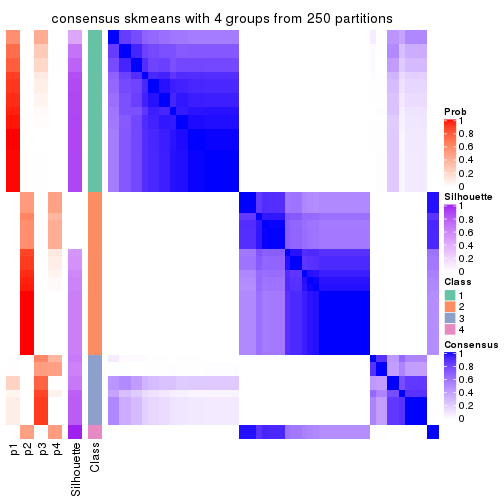 consensus skmeans with 4 groups from 250 partitions
Prob
1
0.8
0.6
0.4
0.2
0
Silhouette
1
0.8
0.6
0.4
0.2
0
Class
1
2
3
4
Consensus
1
0.8
0.6
0.4
0.2
0
p1
p2
p3
p4
Silhouette
Class